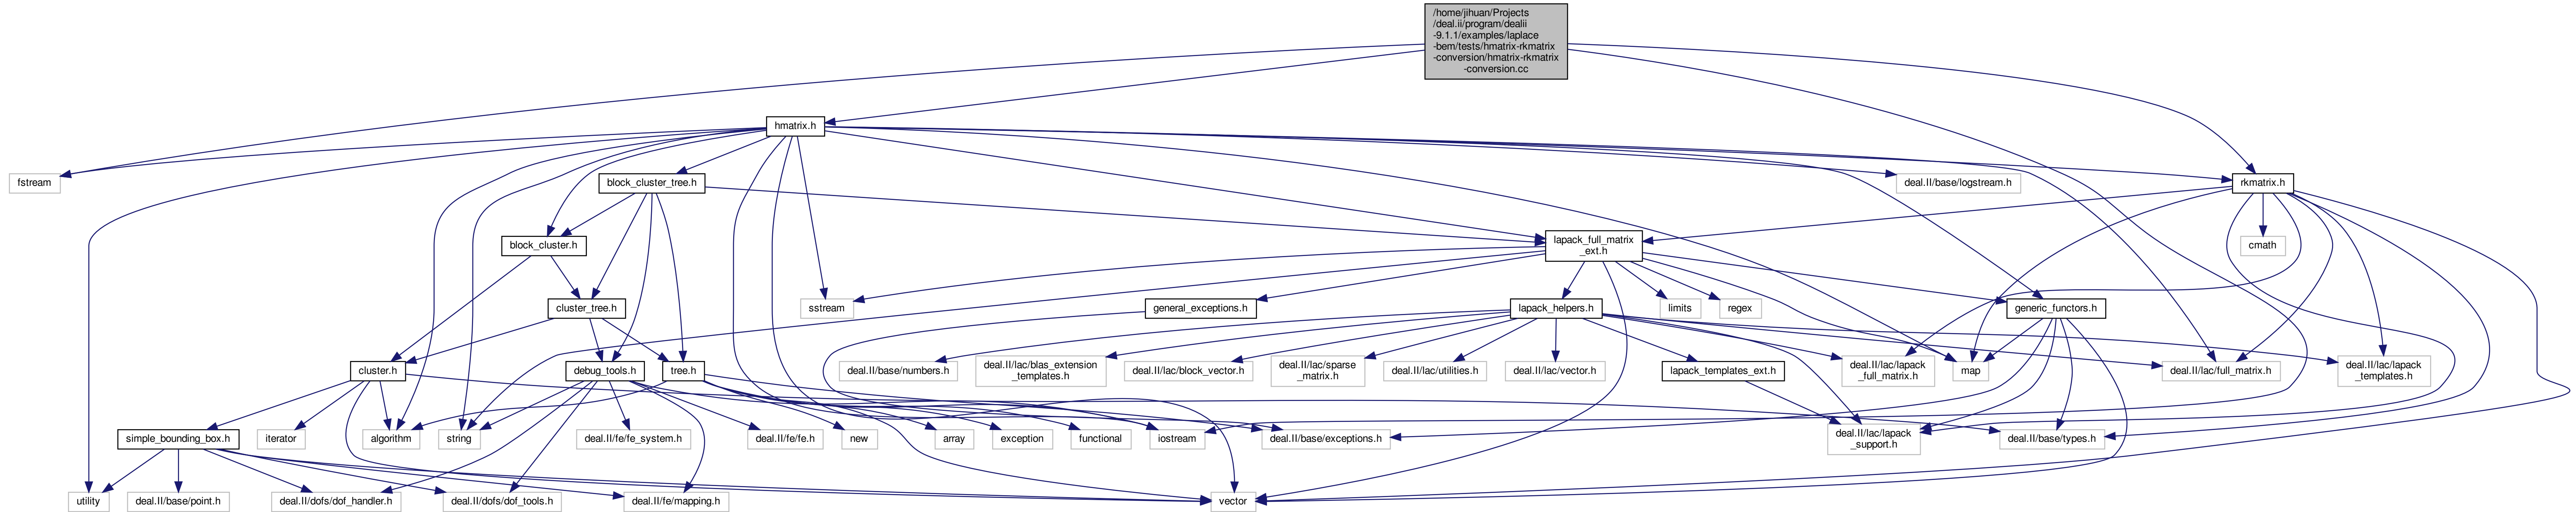 /home/jihuan/Projects
/deal.ii/program/dealii
-9.1.1/examples/laplace
-bem/tests/hmatrix-rkmatrix
-conversion/hmatrix-rkmatrix
-conversion.cc
hmatrix.h
fstream
block_cluster_tree.h
deal.II/base/logstream.h
rkmatrix.h
block_cluster.h
lapack_full_matrix
_ext.h
cmath
cluster_tree.h
sstream
general_exceptions.h
lapack_helpers.h
limits
regex
generic_functors.h
cluster.h
debug_tools.h
tree.h
deal.II/base/numbers.h
deal.II/lac/blas_extension
_templates.h
deal.II/lac/block_vector.h
deal.II/lac/sparse
_matrix.h
deal.II/lac/utilities.h
deal.II/lac/vector.h
lapack_templates_ext.h
deal.II/lac/lapack
_full_matrix.h
map
deal.II/lac/full_matrix.h
deal.II/lac/lapack
_templates.h
simple_bounding_box.h
iterator
algorithm
string
deal.II/fe/fe_system.h
deal.II/fe/fe.h
new
array
exception
functional
iostream
deal.II/base/exceptions.h
deal.II/lac/lapack
_support.h
deal.II/base/types.h
utility
deal.II/base/point.h
deal.II/dofs/dof_handler.h
deal.II/dofs/dof_tools.h
deal.II/fe/mapping.h
vector